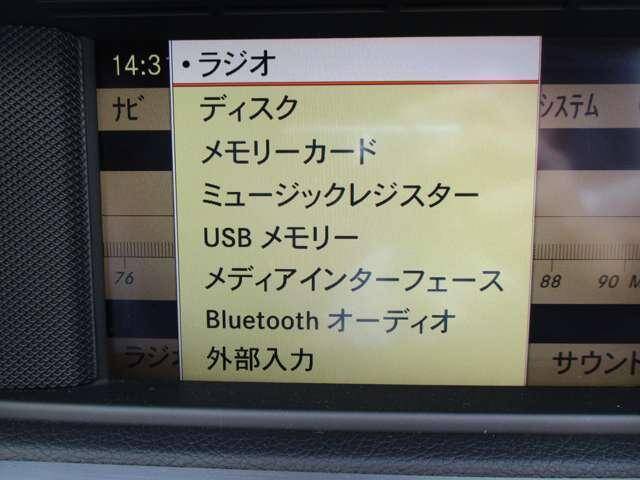 14:3
ナビ
システム
• ラジオ
ディスク
メモリーカード
ミュージックレジスター
USB メモリー
メディアインターフェース
Bluetooth オーディオ
外部入力
76
88 90 M
ラジオ
サウンド